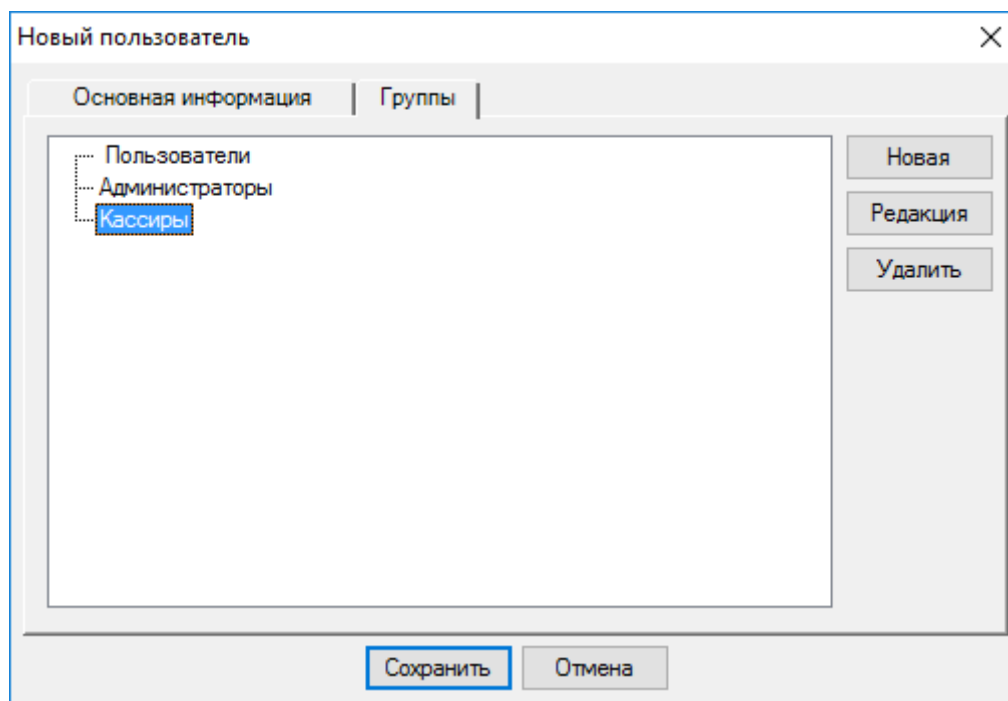 Новый пользователь
Основная информация
Группы
Пользователи
Администраторы
Кассиры
Новая
Редакция
Удалить
Сохранить
Отмена